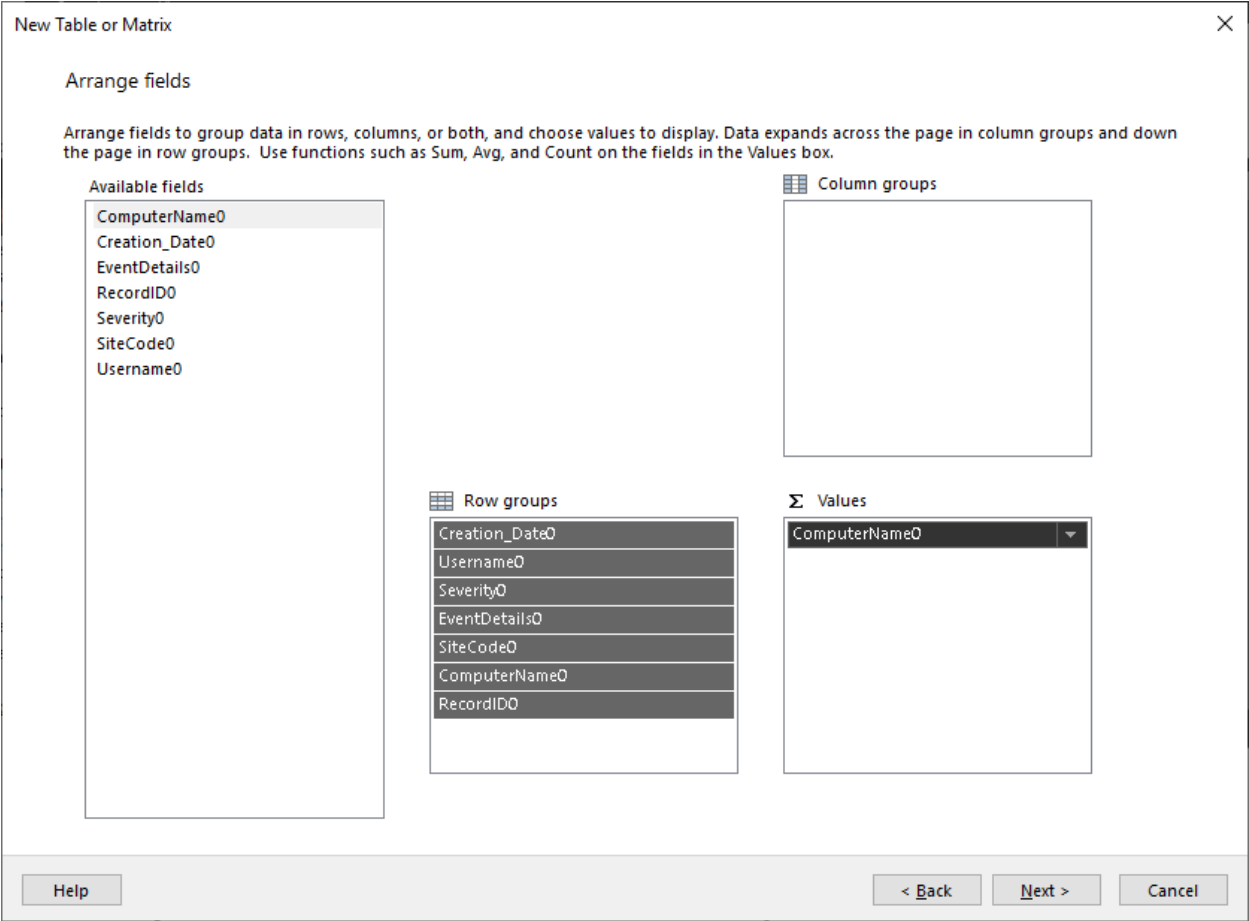 New Table or Matrix
Arrange fields
Arrange fields to group data in rows, columns, or both, and choose values to display. Data expands across the page in column groups and down
the page in row groups.  Use functions such as Sum, Avg, and Count on the fields in the Values box.
Available fields
ComputerName0
Creation_Date0
EventDetails0
RecordID0
Severity0
SiteCode0
Username0
Column groups
Row groups
Creation_Date0
Username0
Severity0
EventDetails0
SiteCode0
ComputerName0
RecordID0
Σ Values
ComputerName0
Help
< Back
Next >
Cancel